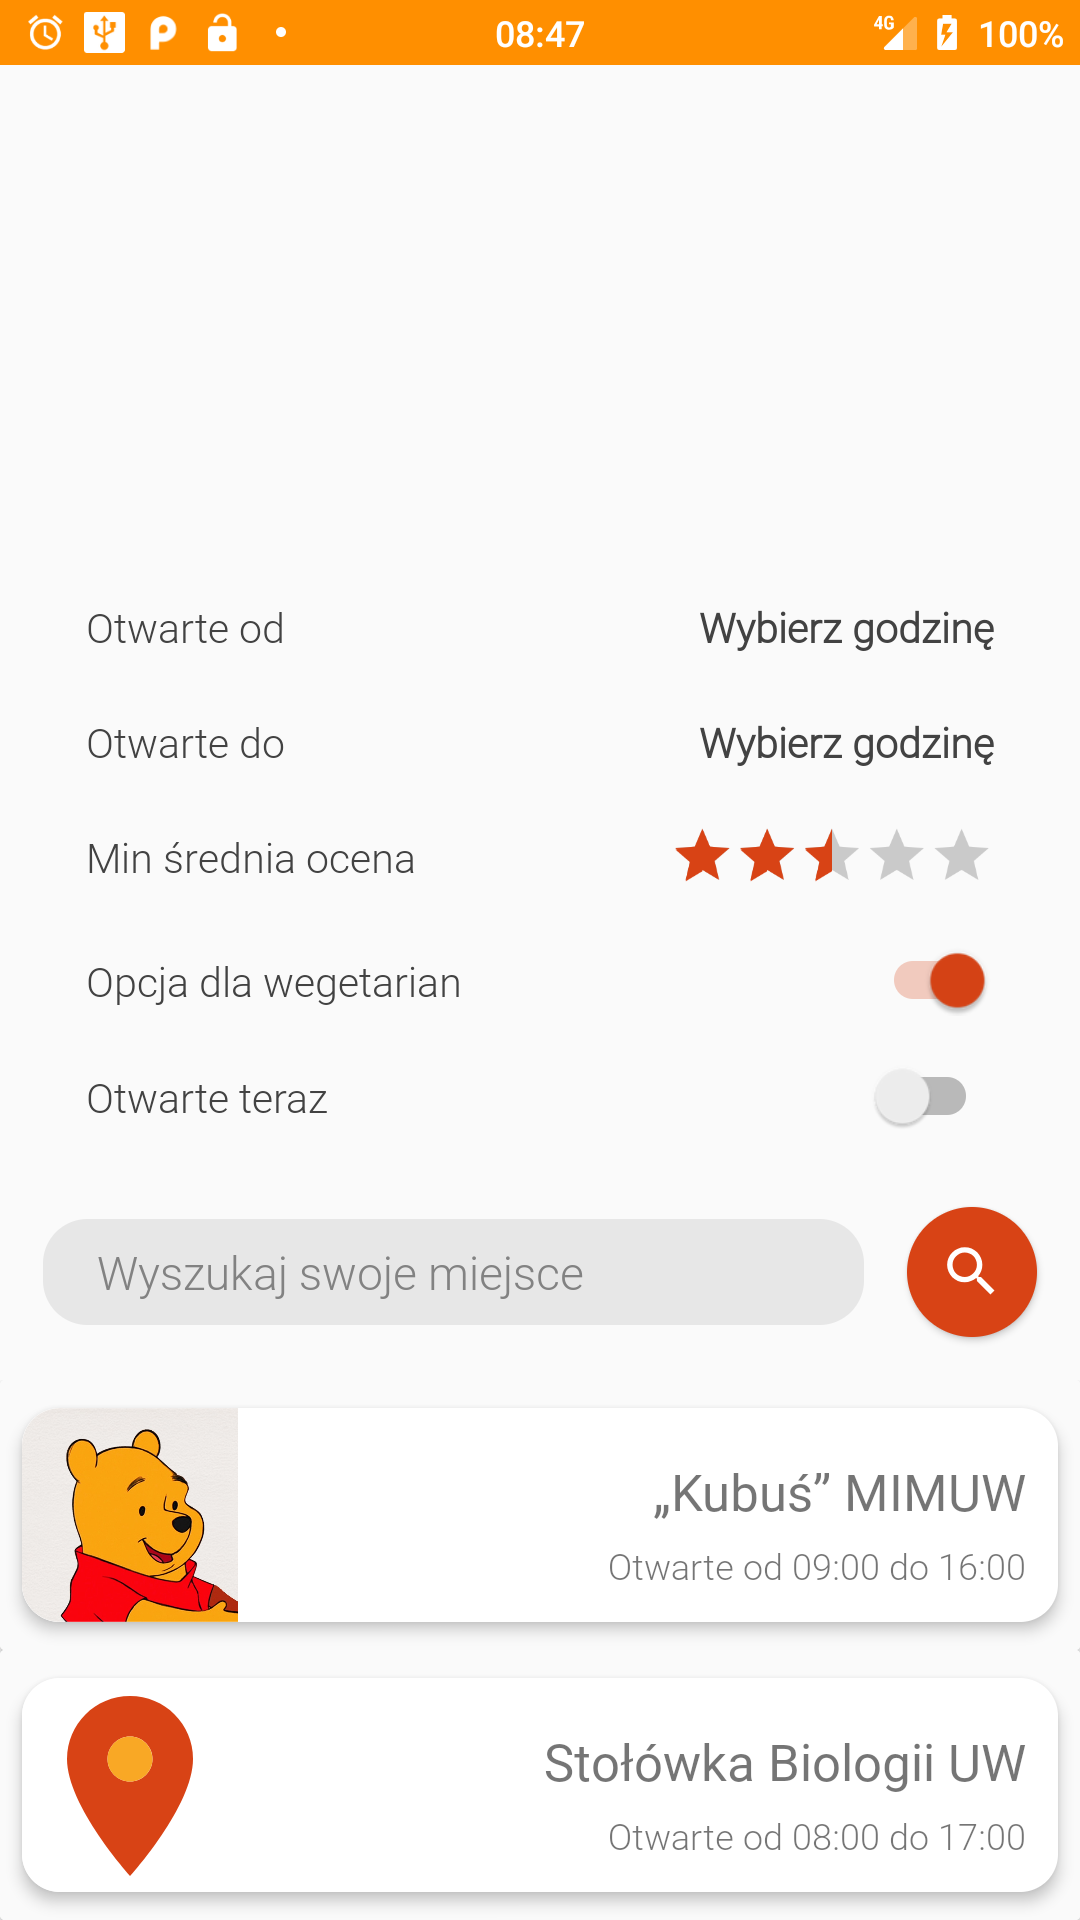 08:47
4G
100%
Otwarte od
Wybierz godzinę
Otwarte do
Wybierz godzinę
Min średnia ocena
Opcja dla wegetarian
Otwarte teraz
Wyszukaj swoje miejsce
„Kubuś” MIMUW
Otwarte od 09:00 do 16:00
Stołówka Biologii UW
Otwarte od 08:00 do 17:00